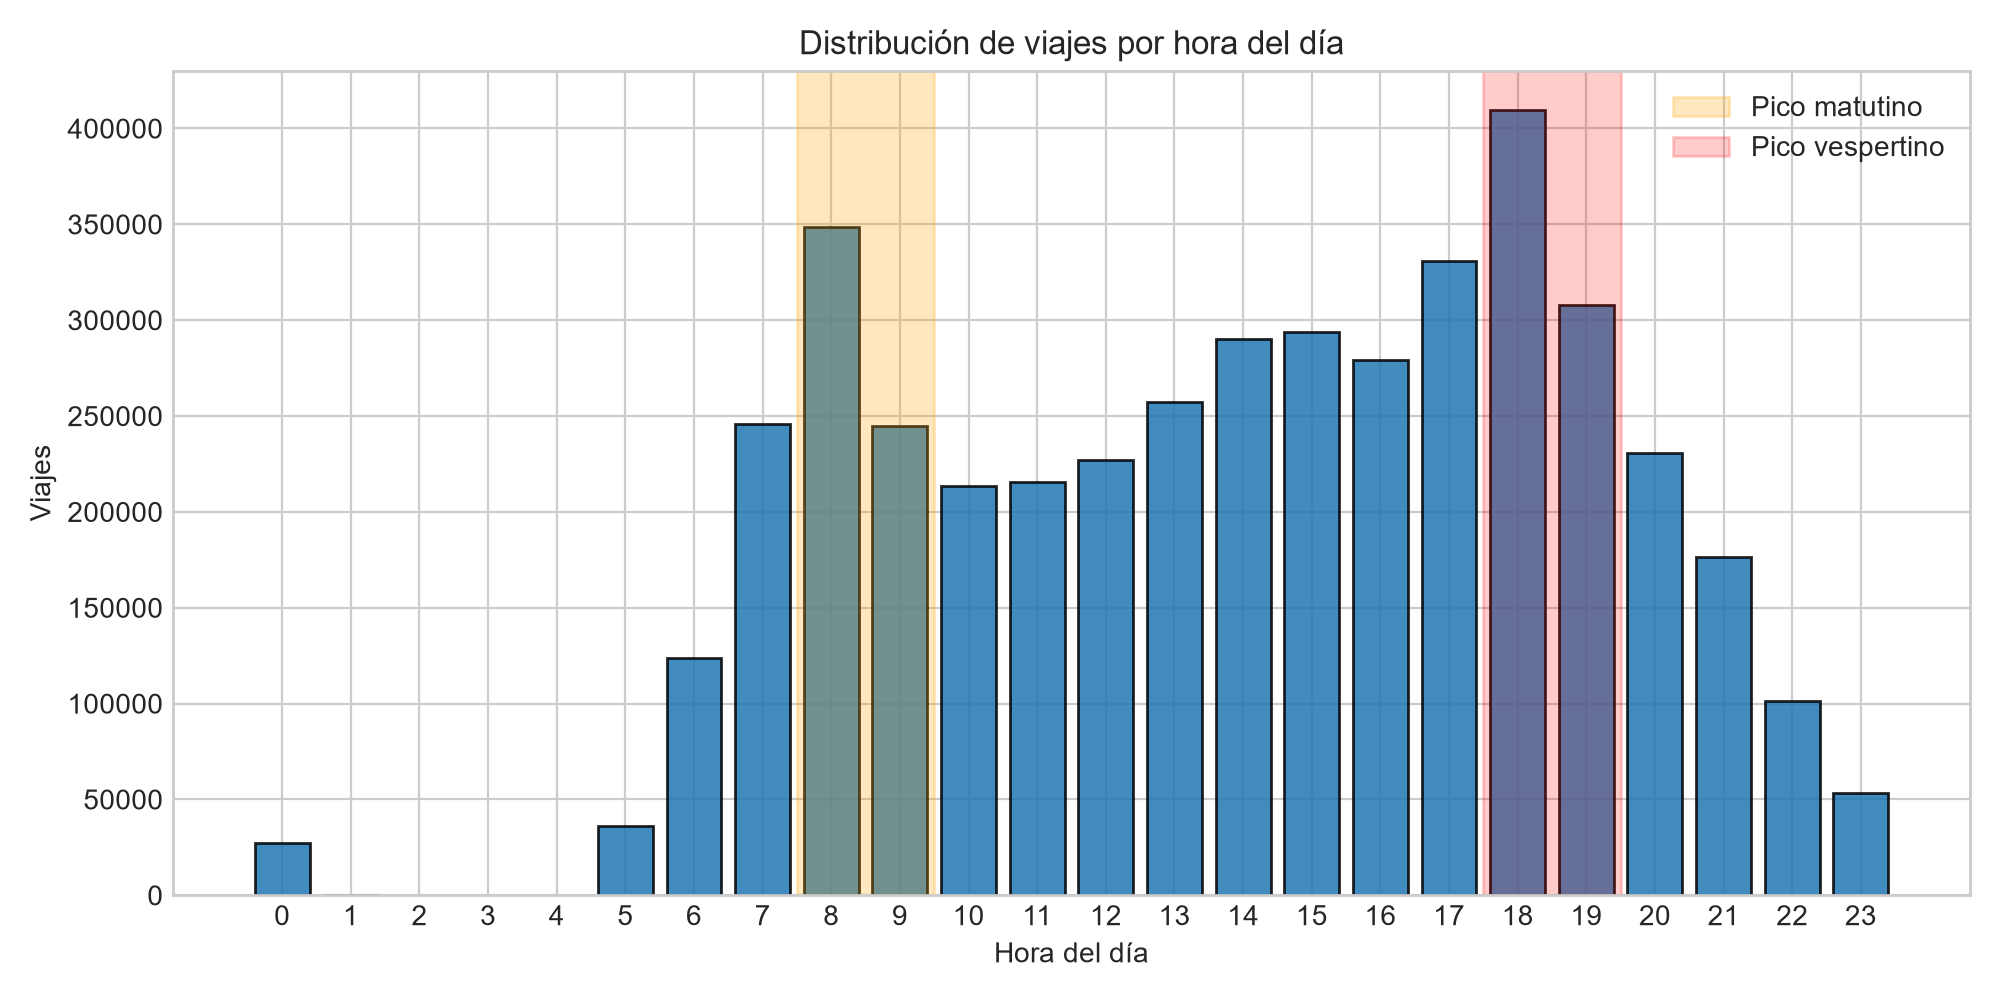 Distribución de viajes por hora del día
Pico matutino
Pico vespertino
Viajes
400000
350000
300000
250000
200000
150000
100000
50000
0
0 1 2 3 4 5 6 7 8 9 10 11 12 13 14 15 16 17 18 19 20 21 22 23
Hora del día